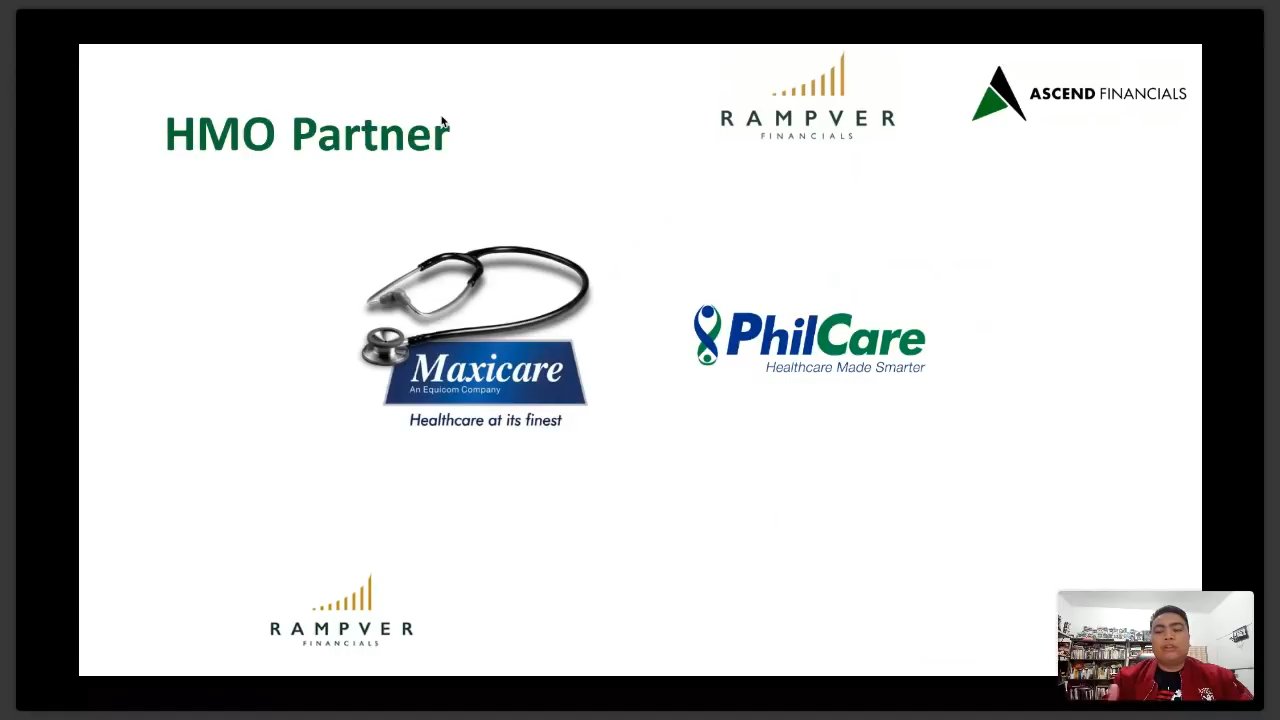 HMO Partner
RAMPVER
FINANCIALS
ASCEND FINANCIALS
Maxicare
An Equicom Company
Healthcare at its finest
PhilCare
Healthcare Made Smarter
RAMPVER
FINANCIALS